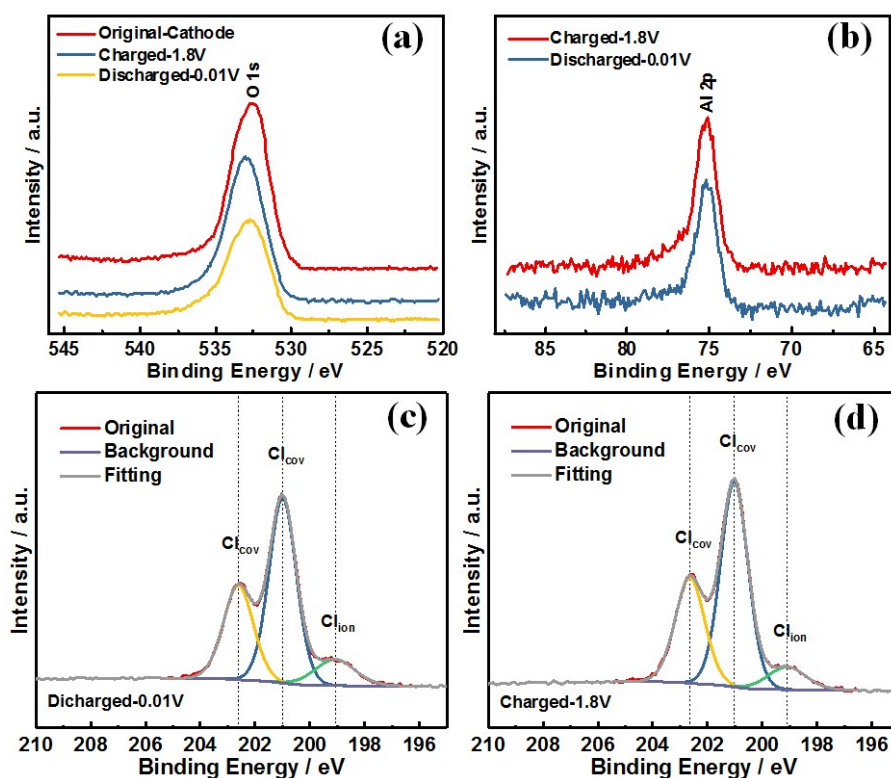 (a)
Original-Cathode
Charged-1.8V
Discharged-0.01V
O 1s
Intensity / a.u.
545 540 535 530 525 520
Binding Energy / eV
(b)
Charged-1.8V
Discharged-0.01V
Al 2p
Intensity / a.u.
85 80 75 70 65
Binding Energy / eV
(c)
Original
Background
Fitting
Cl_cov
Cl_cov
Cl_ion
Dicharged-0.01V
Intensity / a.u.
210 208 206 204 202 200 198 196
Binding Energy / eV
(d)
Original
Background
Fitting
Cl_cov
Cl_cov
Cl_ion
Charged-1.8V
Intensity / a.u.
210 208 206 204 202 200 198 196
Binding Energy / eV